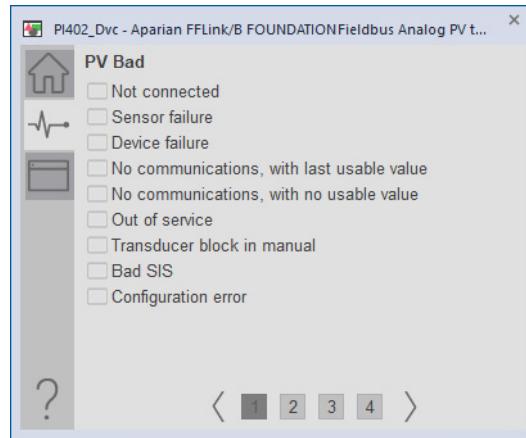 PI402_Dvc - Aparian FFLink/B FOUNDATIONFieldbus Analog PV t...
PV Bad
Not connected
Sensor failure
Device failure
No communications, with last usable value
No communications, with no usable value
Out of service
Transducer block in manual
Bad SIS
Configuration error
? 1 2 3 4